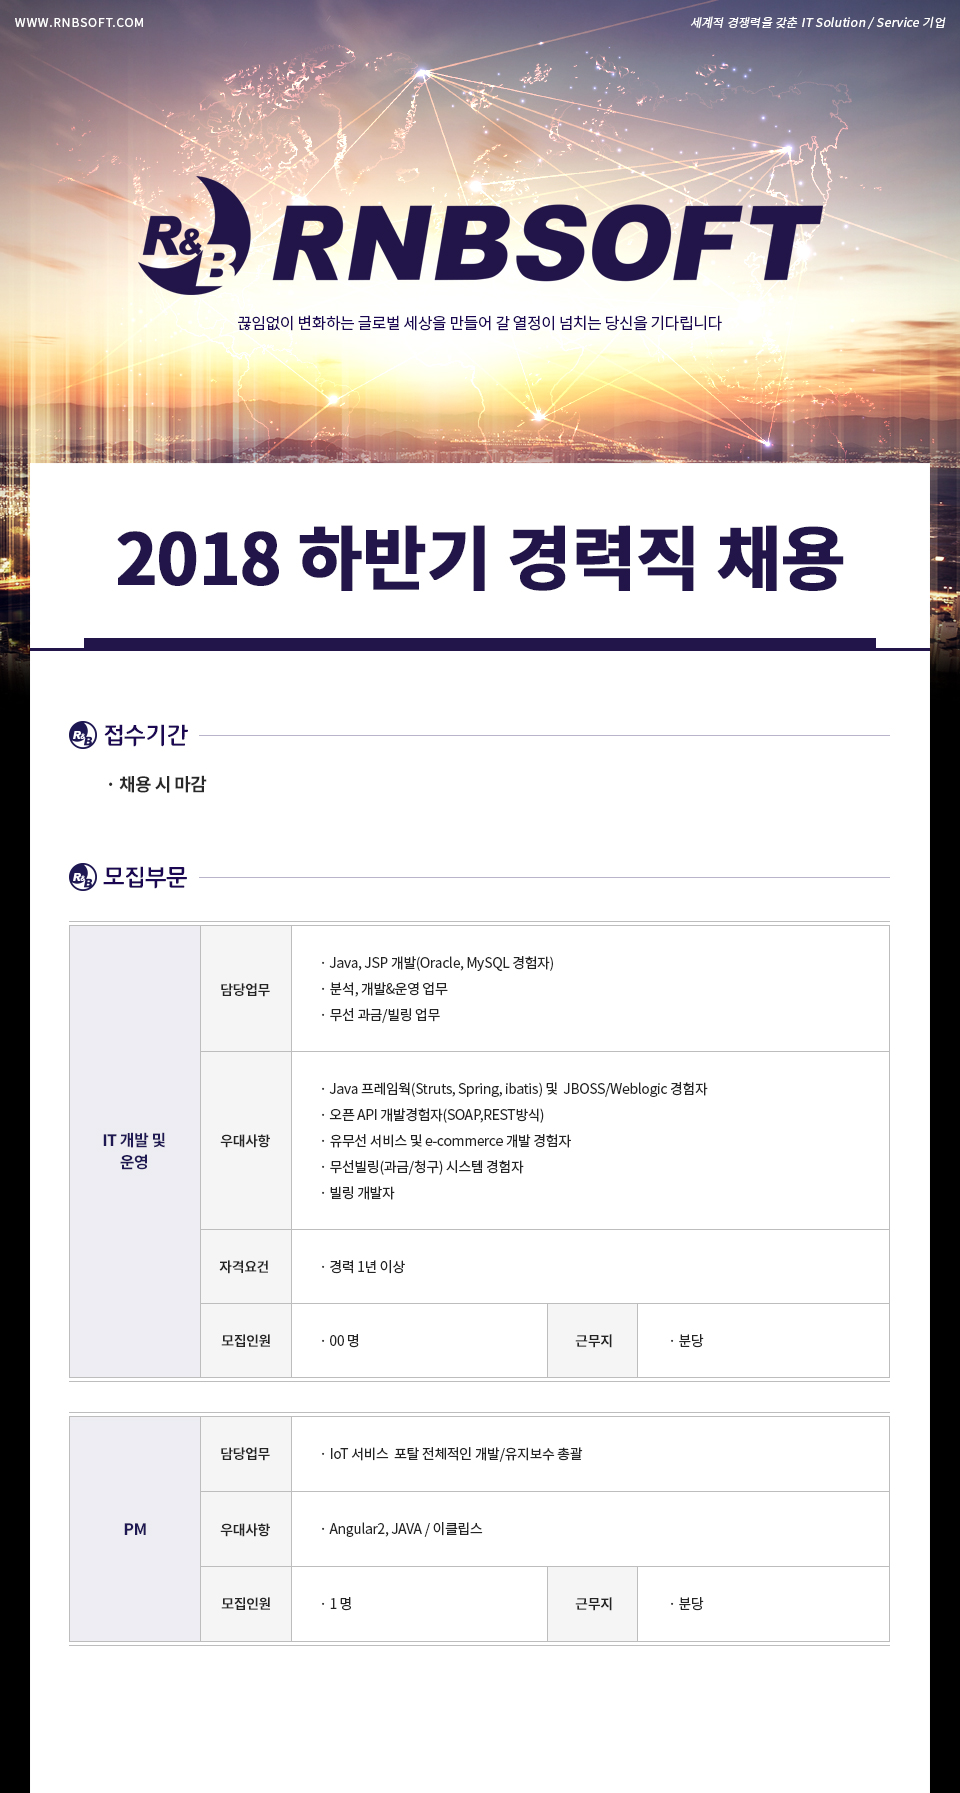 WWW.RNBSOFT.COM
세계적 경쟁력을 갖춘 IT Solution / Service 기업
R&B RNBSOFT
끊임없이 변화하는 글로벌 세상을 만들어 갈 열정이 넘치는 당신을 기다립니다
2018 하반기 경력직 채용
R&B 접수기간
· 채용 시 마감
R&B 모집부문
IT 개발 및
운영
담당업무
· Java, JSP 개발(Oracle, MySQL 경험자)
· 분석, 개발&운영 업무
· 무선 과금/빌링 업무
우대사항
· Java 프레임웍(Struts, Spring, ibatis) 및 JBOSS/Weblogic 경험자
· 오픈 API 개발경험자(SOAP,REST방식)
· 유무선 서비스 및 e-commerce 개발 경험자
· 무선빌링(과금/청구) 시스템 경험자
· 빌링 개발자
자격요건
· 경력 1년 이상
모집인원
· 00 명
근무지
· 분당
PM
담당업무
· IoT 서비스 포탈 전체적인 개발/유지보수 총괄
우대사항
· Angular2, JAVA / 이클립스
모집인원
· 1 명
근무지
· 분당